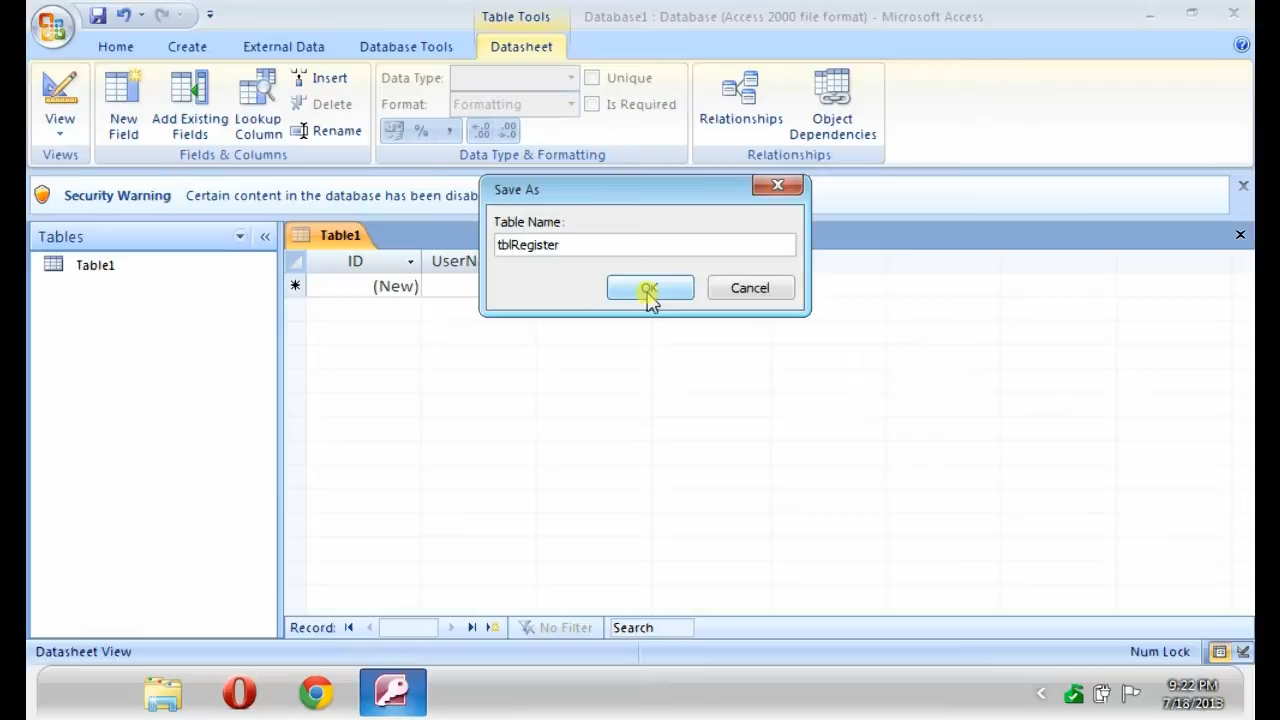 Table Tools
Database1 : Database (Access 2000 file format) - Microsoft Access
Home
Create
External Data
Database Tools
Datasheet
View
New Field
Add Existing Fields
Lookup Column
Insert
Delete
Rename
Data Type:
Format:
Formatting
%
Unique
Is Required
Relationships
Object Dependencies
Views
Fields & Columns
Data Type & Formatting
Relationships
Security Warning
Certain content in the database has been disab
Save As
Table Name:
tblRegister
OK
Cancel
Tables
Table1
Table1
ID
UserN
(New)
Record:
No Filter
Search
Datasheet View
Num Lock
9:22 PM
7/18/2013